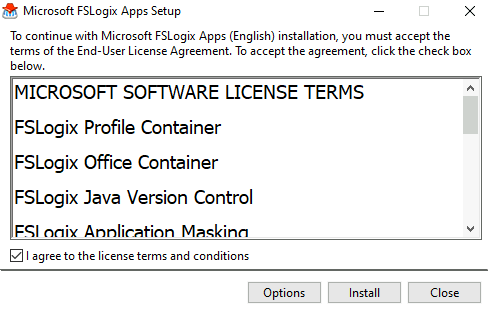 Microsoft FSLogix Apps Setup
To continue with Microsoft FSLogix Apps (English) installation, you must accept the
terms of the End-User License Agreement. To accept the agreement, click the check box
below.
MICROSOFT SOFTWARE LICENSE TERMS
FSLogix Profile Container
FSLogix Office Container
FSLogix Java Version Control
FSLogix Application Masking
I agree to the license terms and conditions
Options
Install
Close